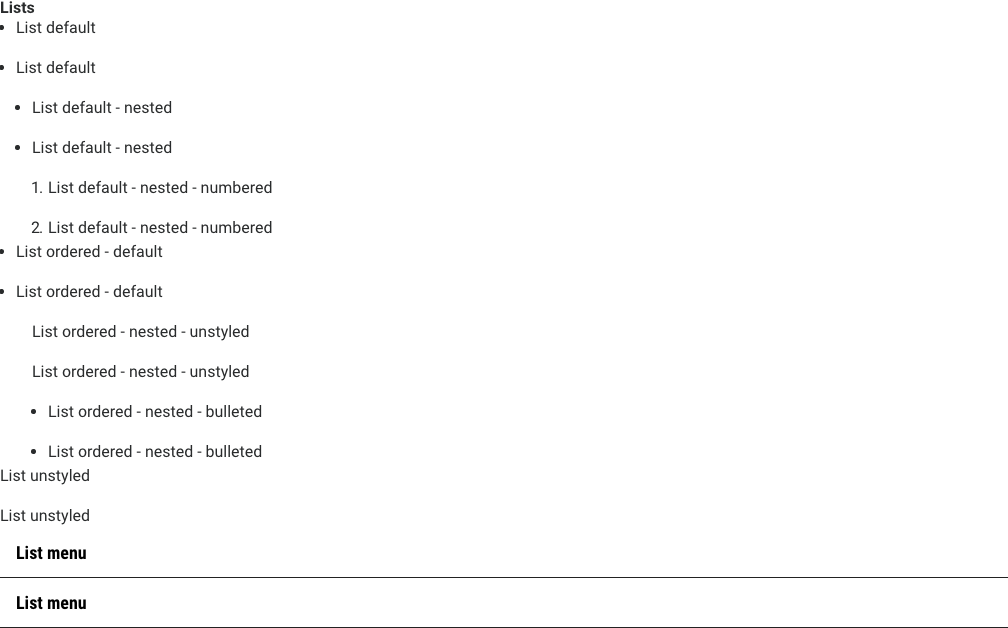 Lists
• List default
• List default
• List default - nested
• List default - nested
1. List default - nested - numbered
2. List default - nested - numbered
• List ordered - default
• List ordered - default
List ordered - nested - unstyled
List ordered - nested - unstyled
• List ordered - nested - bulleted
• List ordered - nested - bulleted
List unstyled
List unstyled
List menu
List menu